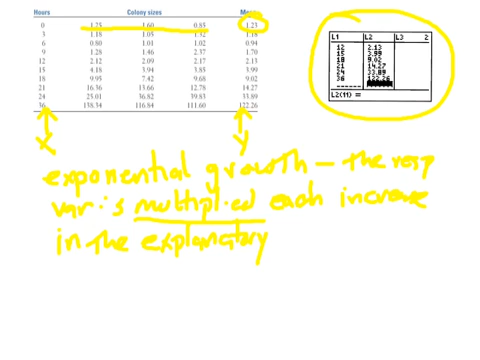 Hours Colony sizes Mean
0 1.25 1.60 0.85 1.23
3 1.18 1.05 1.32 1.18
6 0.80 1.01 1.02 0.94
9 1.28 1.46 2.37 1.70
12 2.12 2.09 2.17 2.13
15 4.18 3.94 3.85 3.99
18 9.95 7.42 9.68 9.02
21 16.36 13.66 12.78 14.27
24 25.01 36.82 39.83 33.89
36 138.34 116.84 111.60 122.26
L1 L2 L3 2
12 2.13
15 3.99
18 9.02
21 14.27
24 33.89
36 122.26
------
L2(11) =
X Y
exponential growth – the resp
var is multiplied each increase
in the explanatory